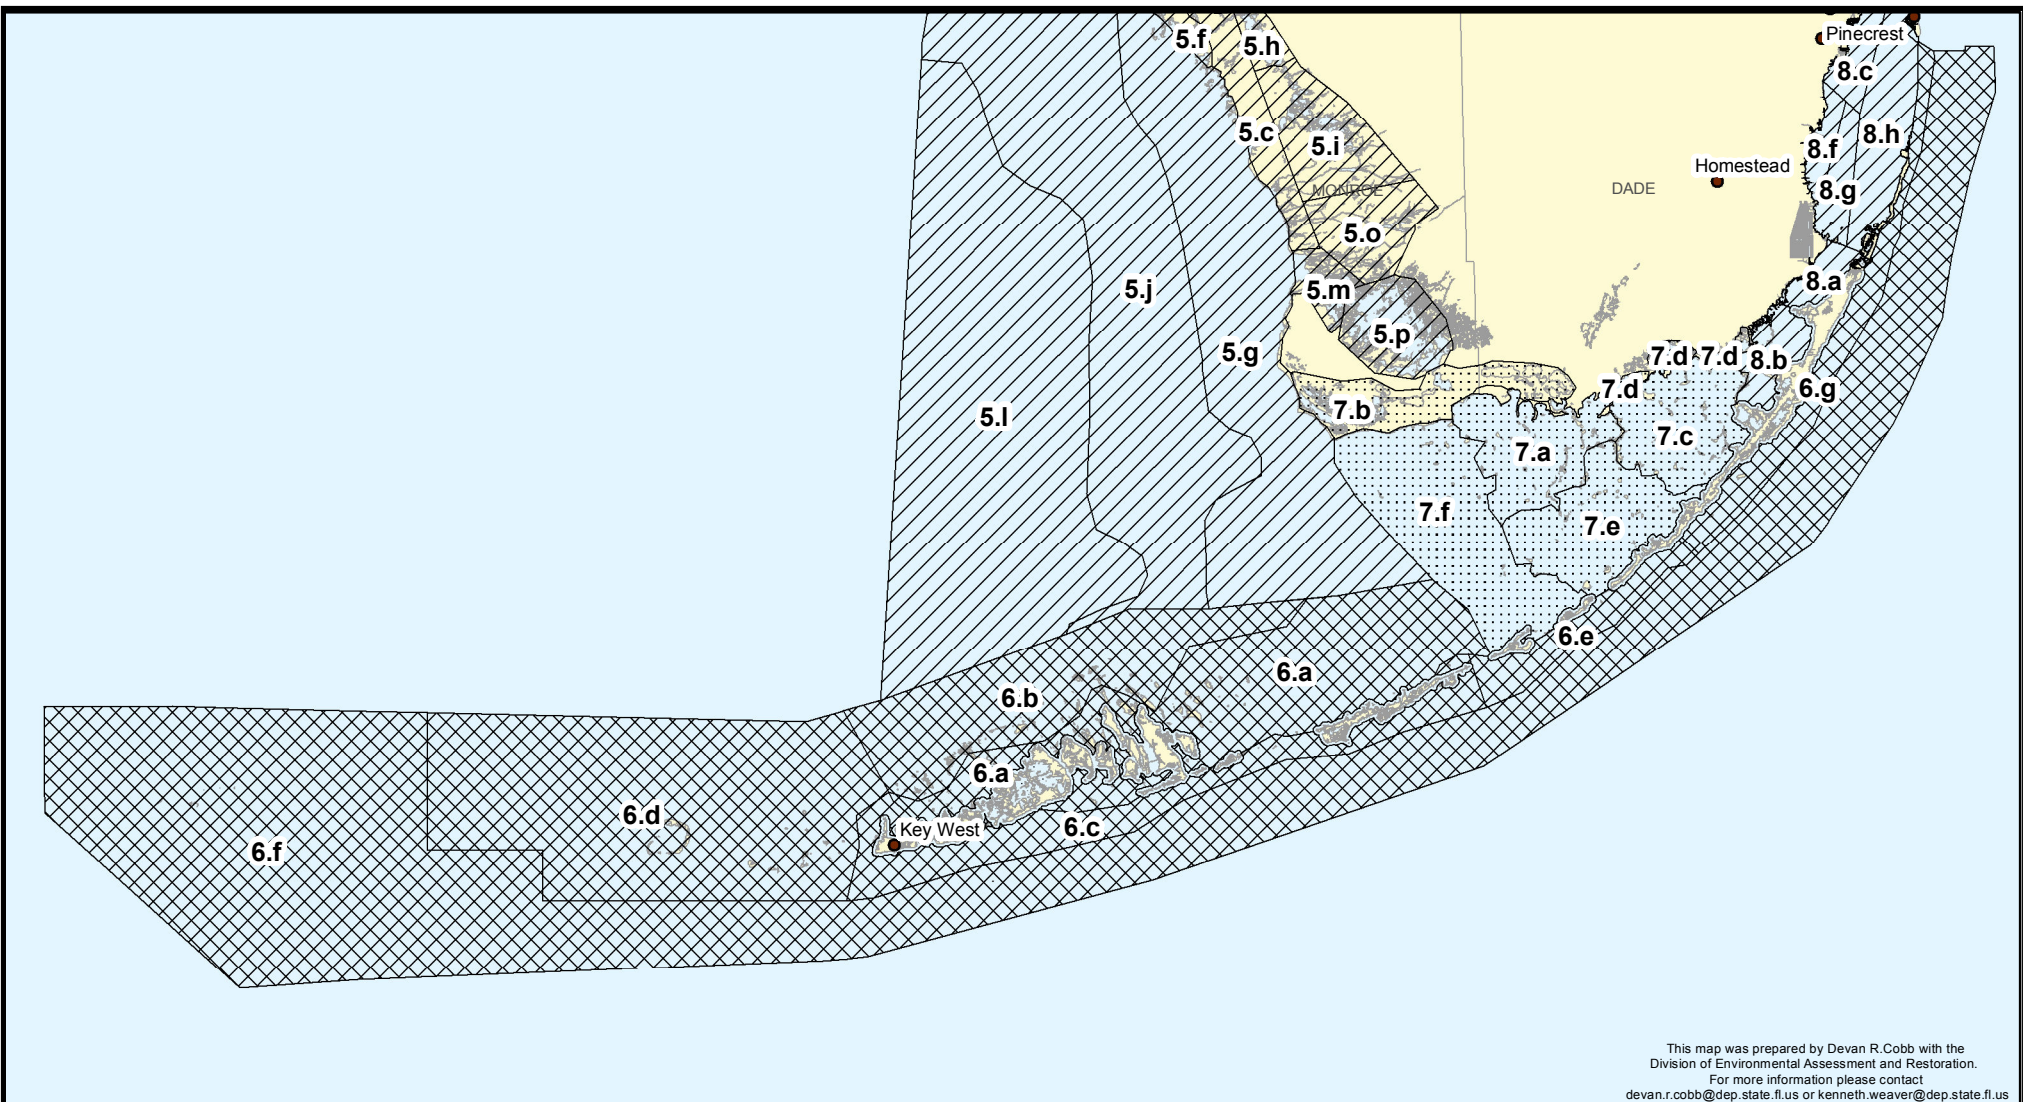 5.f
5.h
Pinecrest
8.c
5.c
5.i
8.f
8.h
Homestead
MONROE
DADE
8.g
5.o
5.j
5.m
8.a
5.p
5.g
7.d
7.d
8.b
7.d
6.g
5.l
7.b
7.c
7.a
7.f
7.e
6.e
6.a
6.b
6.a
6.d
Key West
6.c
6.f
This map was prepared by Devan R.Cobb with the
Division of Environmental Assessment and Restoration.
For more information please contact
devan.r.cobb@dep.state.fl.us or kenneth.weaver@dep.state.fl.us